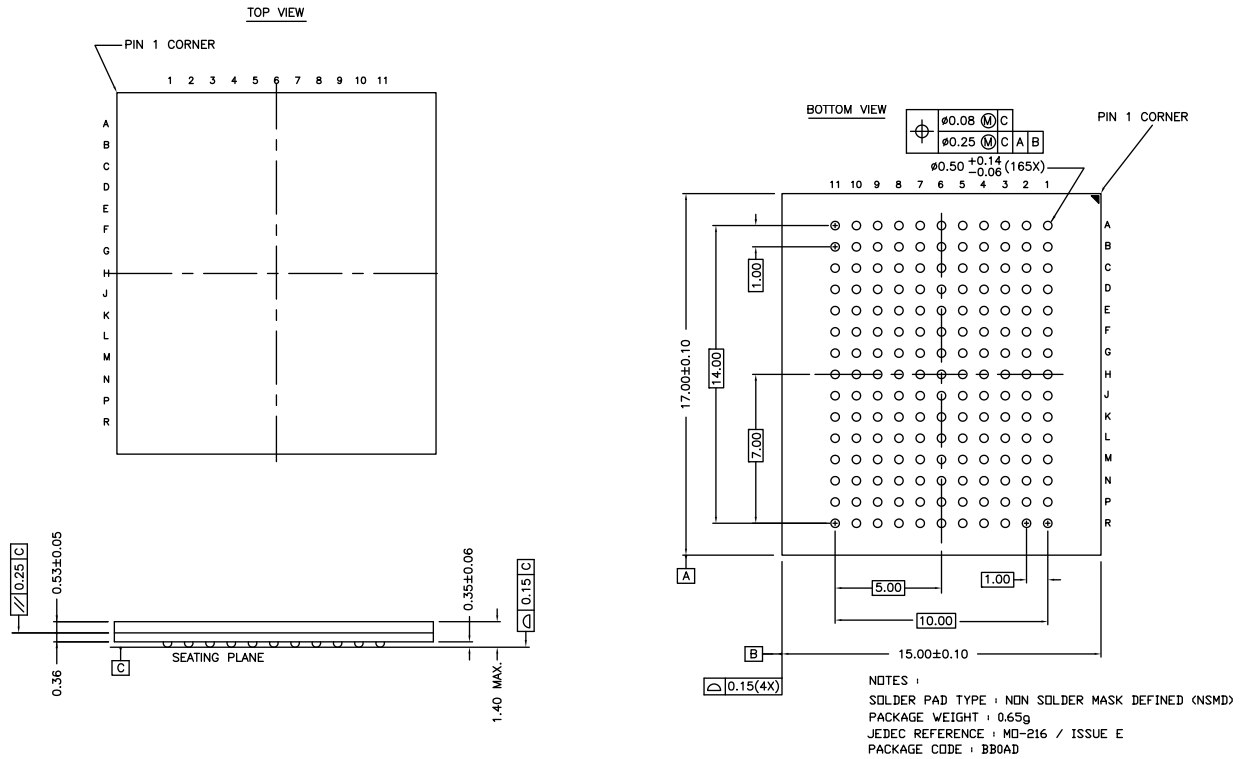 TOP VIEW
PIN 1 CORNER
1 2 3 4 5 6 7 8 9 10 11
A
B
C
D
E
F
G
H
J
K
L
M
N
P
R
// 0.25 C
0.53±0.05
0.36
C
SEATING PLANE
0.35±0.06
1.40 MAX.
0.15 C
BOTTOM VIEW
PIN 1 CORNER
ø0.08 Ⓜ C
ø0.25 Ⓜ C A B
ø0.50 +0.14 -0.06 (165X)
11 10 9 8 7 6 5 4 3 2 1
A
B
C
D
E
F
G
H
J
K
L
M
N
P
R
1.00
17.00±0.10
14.00
7.00
A
5.00
1.00
10.00
B
15.00±0.10
0.15(4X)
NOTES :
SOLDER PAD TYPE : NON SOLDER MASK DEFINED (NSMD)
PACKAGE WEIGHT : 0.65g
JEDEC REFERENCE : MO-216 / ISSUE E
PACKAGE CODE : BB0AD